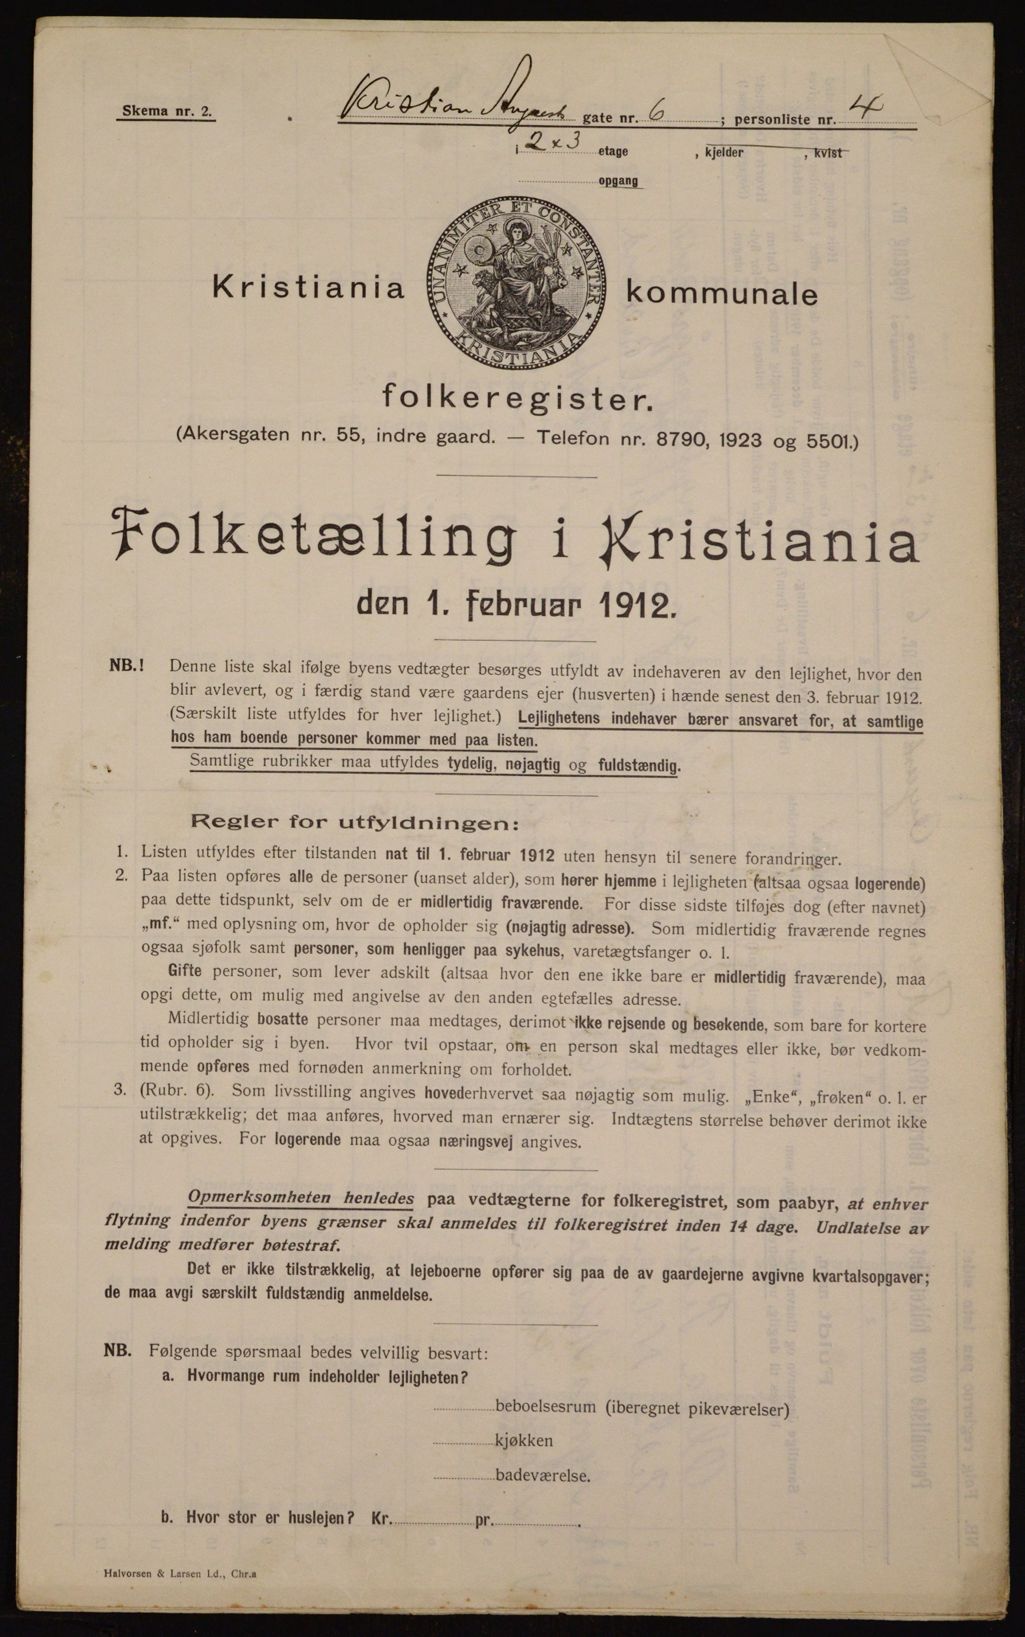 Skema nr. 2.
Kristian Augusts gate nr. 6 ; personliste nr. 4
i 2 x 3 etage , kjelder , kvist
opgang
UNANIMITER ET CONSTANTER
KRISTIANIA
Kristiania kommunale
folkeregister.
(Akersgaten nr. 55, indre gaard. — Telefon nr. 8790, 1923 og 5501.)
Folketælling i Kristiania
den 1. februar 1912.
NB.! Denne liste skal ifølge byens vedtægter besørges utfyldt av indehaveren av den lejlighet, hvor den
blir avlevert, og i færdig stand være gaardens ejer (husverten) i hænde senest den 3. februar 1912.
(Særskilt liste utfyldes for hver lejlighet.) Lejlighetens indehaver bærer ansvaret for, at samtlige
hos ham boende personer kommer med paa listen.
Samtlige rubrikker maa utfyldes tydelig, nøjagtig og fuldstændig.
Regler for utfyldningen:
1. Listen utfyldes efter tilstanden nat til 1. februar 1912 uten hensyn til senere forandringer.
2. Paa listen opføres alle de personer (uanset alder), som hører hjemme i lejligheten (altsaa ogsaa logerende)
paa dette tidspunkt, selv om de er midlertidig fraværende. For disse sidste tilføjes dog (efter navnet)
„mf.“ med oplysning om, hvor de opholder sig (nøjagtig adresse). Som midlertidig fraværende regnes
ogsaa sjøfolk samt personer, som henligger paa sykehus, varetægtsfanger o. l.
Gifte personer, som lever adskilt (altsaa hvor den ene ikke bare er midlertidig fraværende), maa
opgi dette, om mulig med angivelse av den anden egtefælles adresse.
Midlertidig bosatte personer maa medtages, derimot ikke rejsende og besøkende, som bare for kortere
tid opholder sig i byen. Hvor tvil opstaar, om en person skal medtages eller ikke, bør vedkom-
mende opføres med fornøden anmerkning om forholdet.
3. (Rubr. 6). Som livsstilling angives hovederhvervet saa nøjagtig som mulig. „Enke“, „frøken“ o. l. er
utilstrækkelig; det maa anføres, hvorved man ernærer sig. Indtægtens størrelse behøver derimot ikke
at opgives. For logerende maa ogsaa næringsvej angives.
Opmerksomheten henledes paa vedtægterne for folkeregistret, som paabyr, at enhver
flytning indenfor byens grænser skal anmeldes til folkeregistret inden 14 dage. Undlatelse av
melding medfører bøtestraf.
Det er ikke tilstrækkelig, at lejeboerne opfører sig paa de av gaardejerne avgivne kvartalsopgaver;
de maa avgi særskilt fuldstændig anmeldelse.
NB. Følgende spørsmaal bedes velvillig besvart:
a. Hvormange rum indeholder lejligheten?
beboelsesrum (iberegnet pikeværelser)
kjøkken
badeværelse.
b. Hvor stor er huslejen? Kr. pr. .
Halvorsen & Larsen Ld., Chr.a